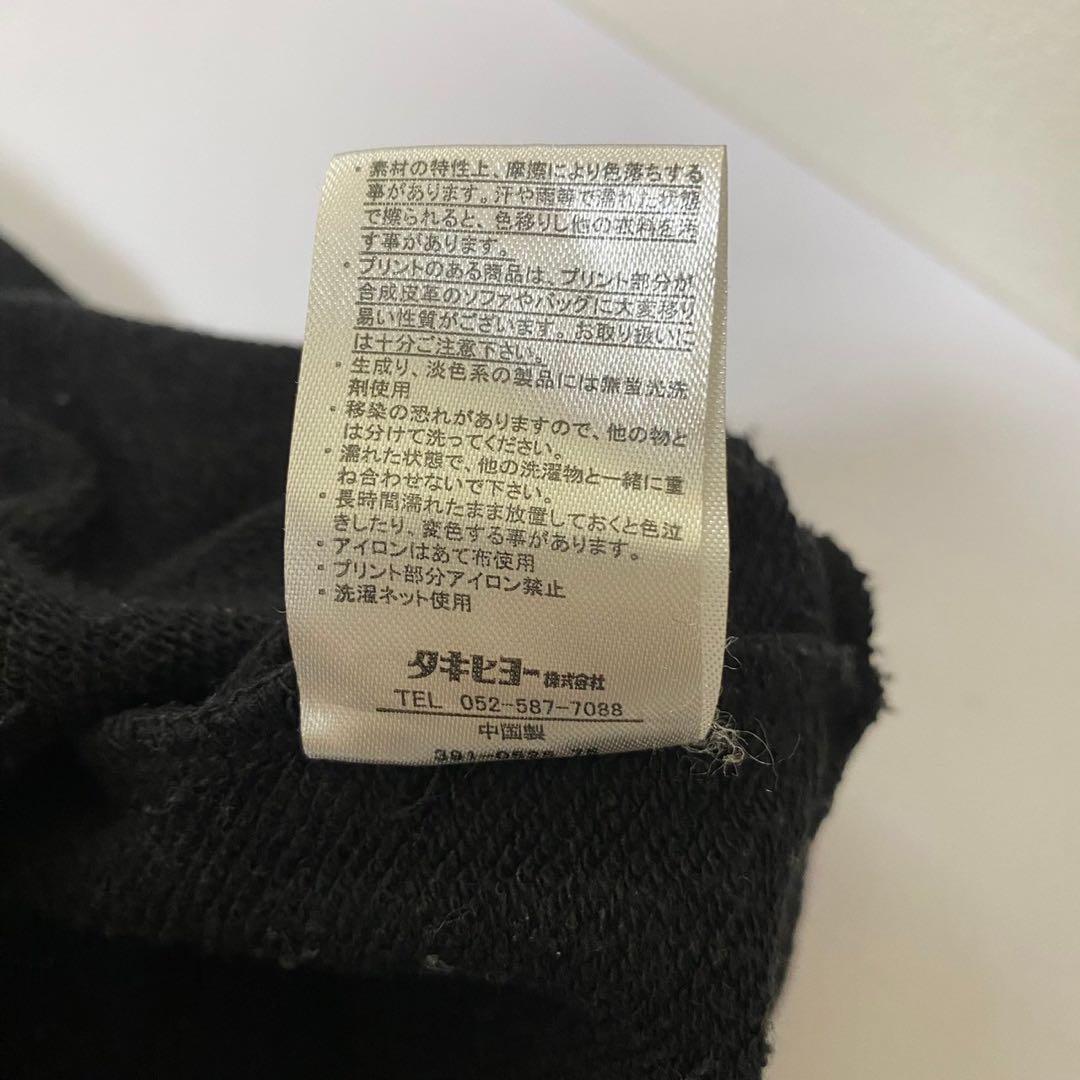 ・素材の特性上、摩擦により色落ちする
事があります。汗や雨等で濡れた状態
で擦られると、色移りし他の衣料を汚
す事があります。
・プリントのある商品は、プリント部分が
合成皮革のソファやバッグに大変移り
易い性質がございます。お取り扱いに
は十分ご注意下さい。
・生成り、淡色系の製品には無蛍光洗
剤使用
・移染の恐れがありますので、他の物と
は分けて洗ってください。
・濡れた状態で、他の洗濯物と一緒に重
ね合わせないで下さい。
・長時間濡れたまま放置しておくと色泣
きしたり、変色する事があります。
・アイロンはあて布使用
・プリント部分アイロン禁止
・洗濯ネット使用
タキヒヨー株式会社
TEL 052-587-7088
中国製